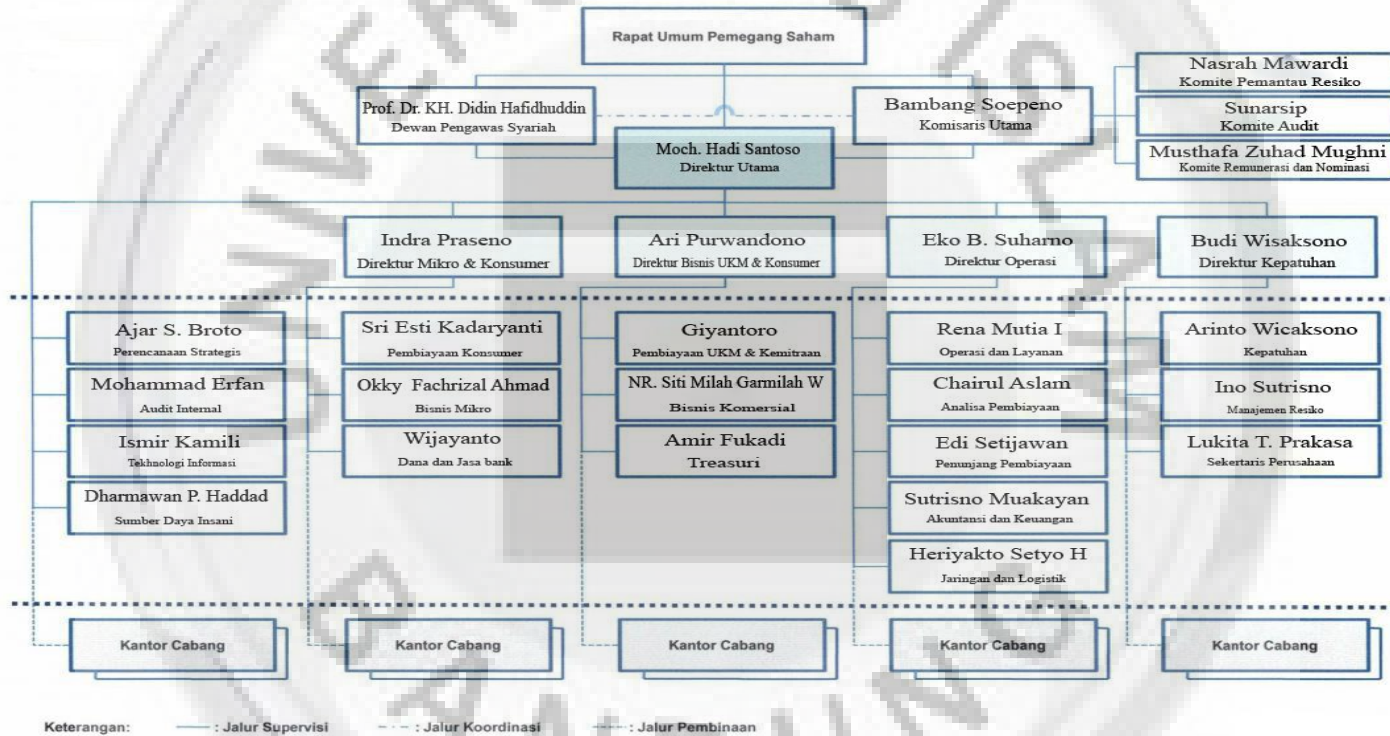 Rapat Umum Pemegang Saham
Nasrah Mawardi
Komite Pemantau Resiko
Prof. Dr. KH. Didin Hafidhuddin
Dewan Pengawas Syariah
Bambang Soepeno
Komisaris Utama
Sunarsip
Komite Audit
Moch. Hadi Santoso
Direktur Utama
Musthafa Zuhad Mughni
Komite Remunerasi dan Nominasi
Indra Praseno
Direktur Mikro & Konsumer
Ari Purwandono
Direktur Bisnis UKM & Konsumer
Eko B. Suharno
Direktur Operasi
Budi Wisaksono
Direktur Kepatuhan
Ajar S. Broto
Perencanaan Strategis
Mohammad Erfan
Audit Internal
Ismir Kamili
Tekhnologi Informasi
Dharmawan P. Haddad
Sumber Daya Insani
Sri Esti Kadaryanti
Pembiayaan Konsumer
Okky Fachrizal Ahmad
Bisnis Mikro
Wijayanto
Dana dan Jasa bank
Giyantoro
Pembiayaan UKM & Kemitraan
NR. Siti Milah Garmilah W
Bisnis Komersial
Amir Fukadi
Treasuri
Rena Mutia I
Operasi dan Layanan
Chairul Aslam
Analisa Pembiayaan
Edi Setijawan
Penunjang Pembiayaan
Sutrisno Muakayan
Akuntansi dan Keuangan
Heriyakto Setyo H
Jaringan dan Logistik
Arinto Wicaksono
Kepatuhan
Ino Sutrisno
Manajemen Resiko
Lukita T. Prakasa
Sekertaris Perusahaan
Kantor Cabang
Kantor Cabang
Kantor Cabang
Kantor Cabang
Kantor Cabang
Keterangan: : Jalur Supervisi : Jalur Koordinasi : Jalur Pembinaan
BANDUNG